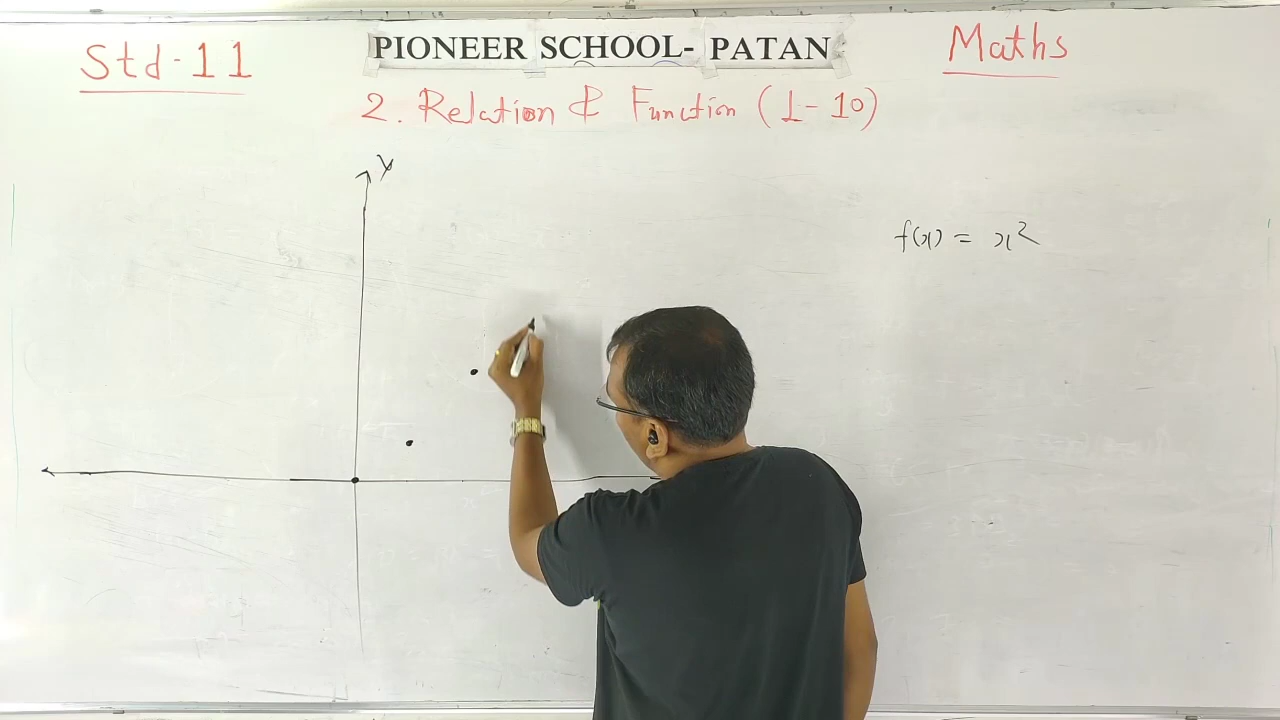 Std-11
PIONEER SCHOOL- PATAN
Maths
2. Relation & Function (L-10)
Y
f(x) = x²